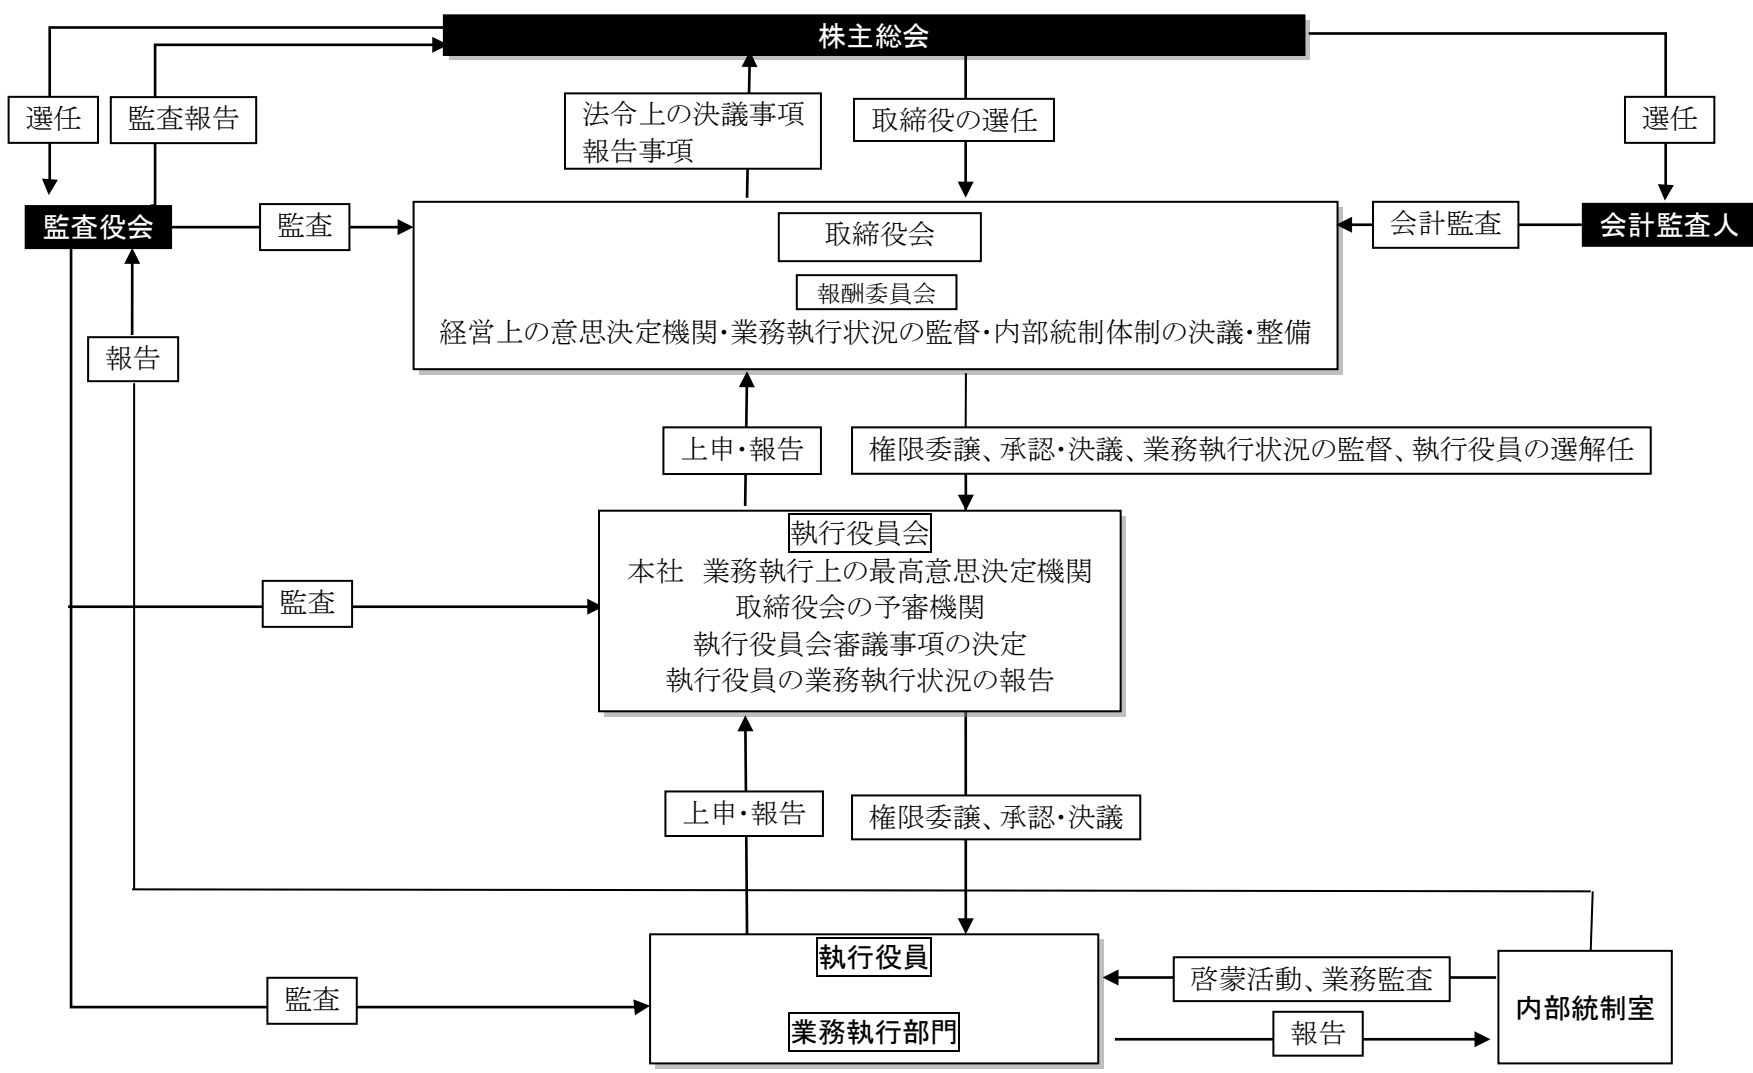 株主総会
選任
監査報告
法令上の決議事項
報告事項
取締役の選任
選任
監査役会
監査
取締役会
会計監査
会計監査人
報酬委員会
経営上の意思決定機関・業務執行状況の監督・内部統制体制の決議・整備
報告
上申・報告
権限委譲、承認・決議、業務執行状況の監督、執行役員の選解任
執行役員会
本社　業務執行上の最高意思決定機関
取締役会の予審機関
執行役員会審議事項の決定
執行役員の業務執行状況の報告
監査
上申・報告
権限委譲、承認・決議
執行役員
啓蒙活動、業務監査
監査
内部統制室
業務執行部門
報告